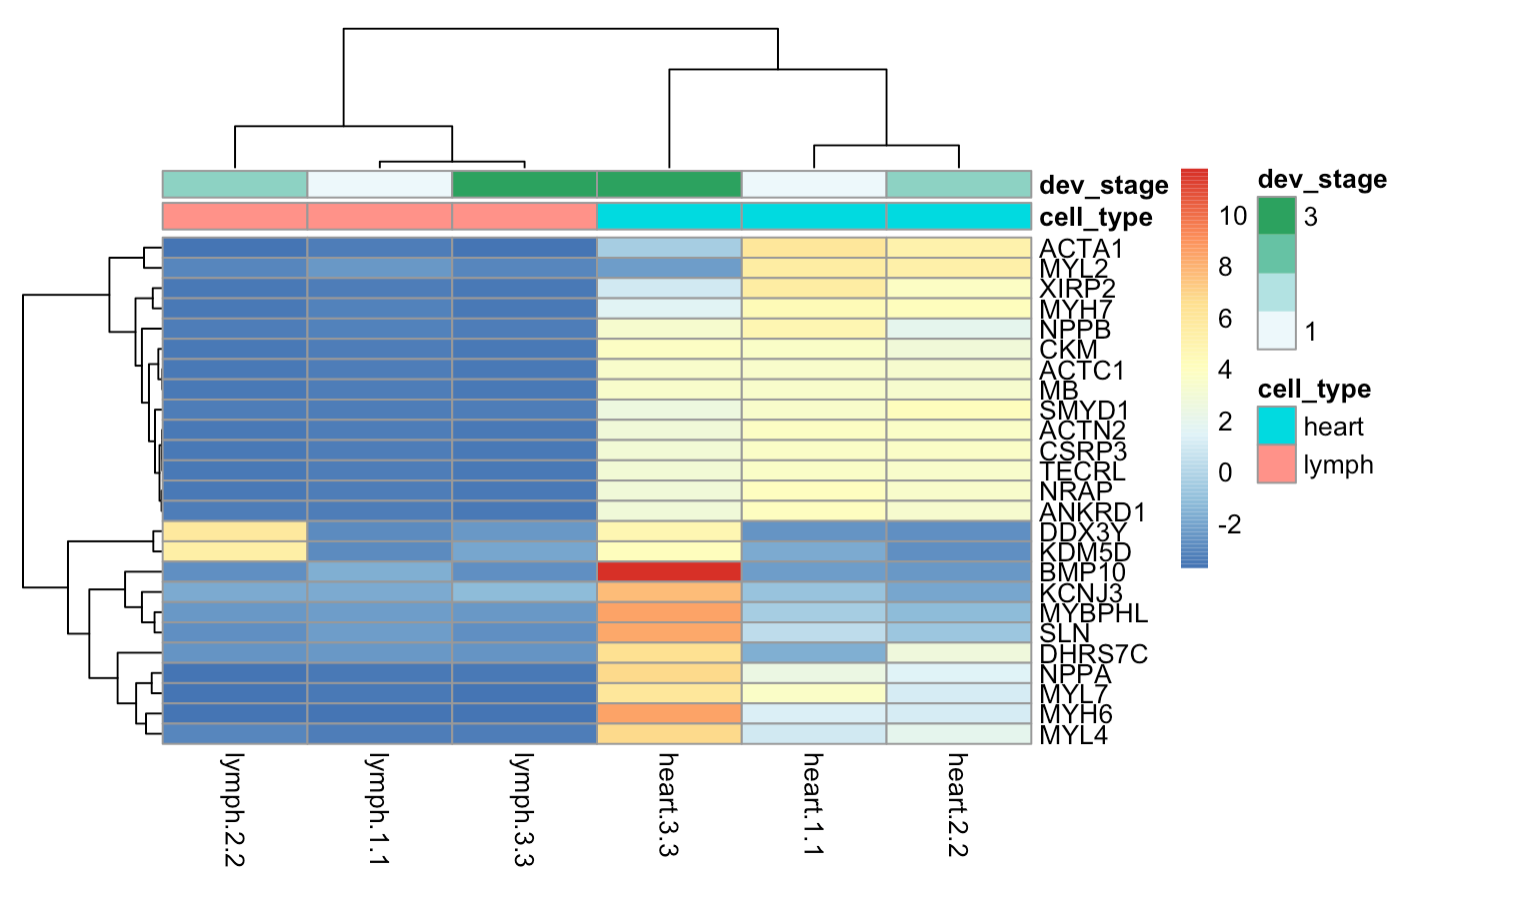 dev_stage
cell_type
ACTA1
MYL2
XIRP2
MYH7
NPPB
CKM
ACTC1
MB
SMYD1
ACTN2
CSRP3
TECRL
NRAP
ANKRD1
DDX3Y
KDM5D
BMP10
KCNJ3
MYBPHL
SLN
DHRS7C
NPPA
MYL7
MYH6
MYL4
lymph.2.2
lymph.1.1
lymph.3.3
heart.3.3
heart.1.1
heart.2.2
10
8
6
4
2
0
-2
dev_stage
3
1
cell_type
heart
lymph